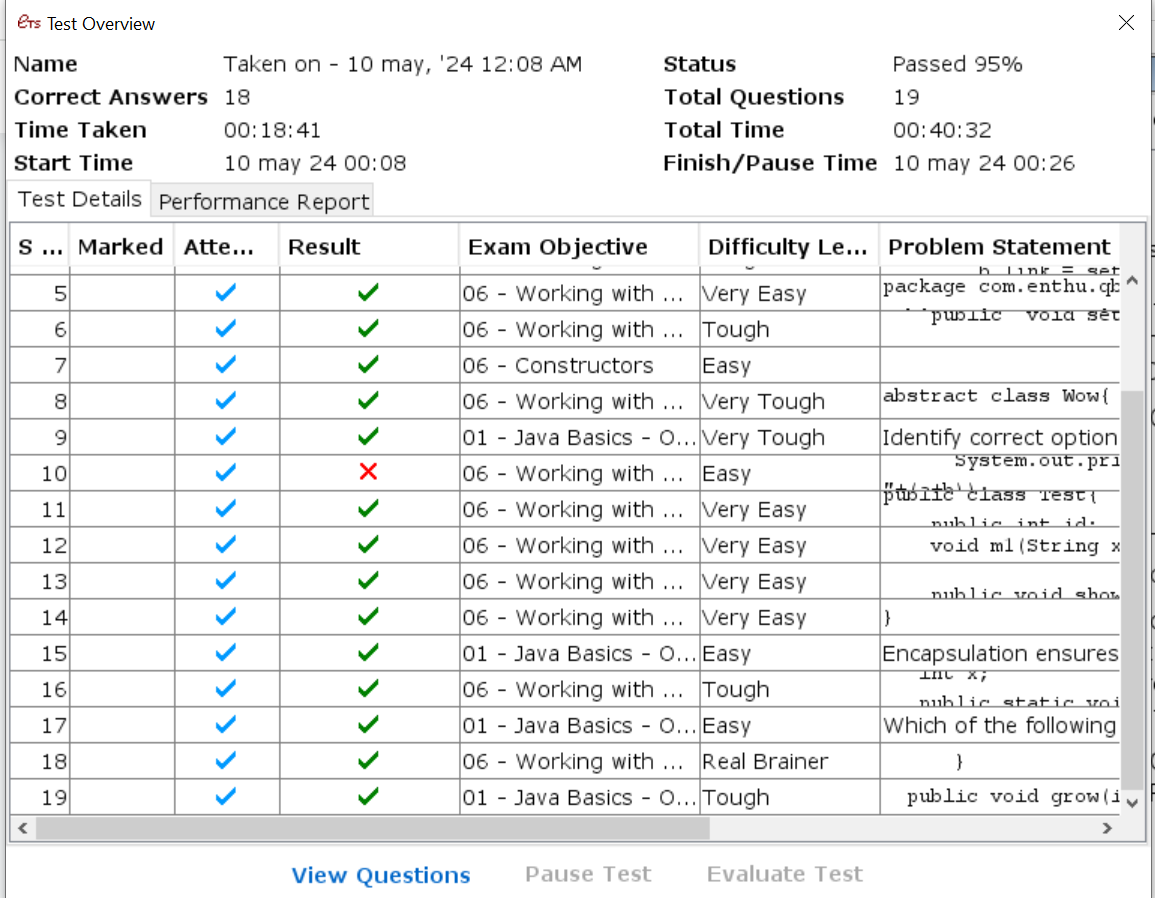 ETS Test Overview
Name Taken on - 10 may, '24 12:08 AM Status Passed 95%
Correct Answers 18 Total Questions 19
Time Taken 00:18:41 Total Time 00:40:32
Start Time 10 may 24 00:08 Finish/Pause Time 10 may 24 00:26
Test Details Performance Report
S ... Marked Atte... Result Exam Objective Difficulty Le... Problem Statement
b link = set
5 06 - Working with ... Very Easy package com.enthu.qb
6 06 - Working with ... Tough public void set
7 06 - Constructors Easy
8 06 - Working with ... Very Tough abstract class Wow{
9 01 - Java Basics - O... Very Tough Identify correct option
10 06 - Working with ... Easy System.out.pri
11 06 - Working with ... Very Easy public class Test{
public int id;
12 06 - Working with ... Very Easy void m1(String x
13 06 - Working with ... Very Easy public void show
14 06 - Working with ... Very Easy }
15 01 - Java Basics - O... Easy Encapsulation ensures
16 06 - Working with ... Tough int x;
public static voi
17 01 - Java Basics - O... Easy Which of the following
18 06 - Working with ... Real Brainer }
19 01 - Java Basics - O... Tough public void grow(i
View Questions Pause Test Evaluate Test